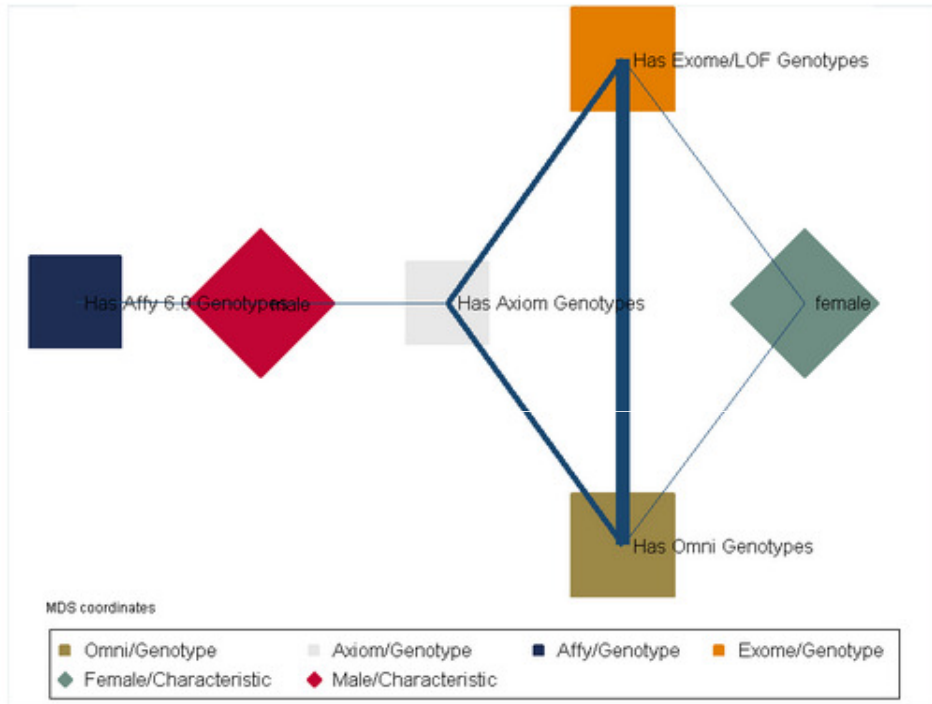 Has Exome/LOF Genotypes
Has Affy 6.0 Genotypes
male
Has Axiom Genotypes
female
Has Omni Genotypes
MDS coordinates
Omni/Genotype
Axiom/Genotype
Affy/Genotype
Exome/Genotype
Female/Characteristic
Male/Characteristic